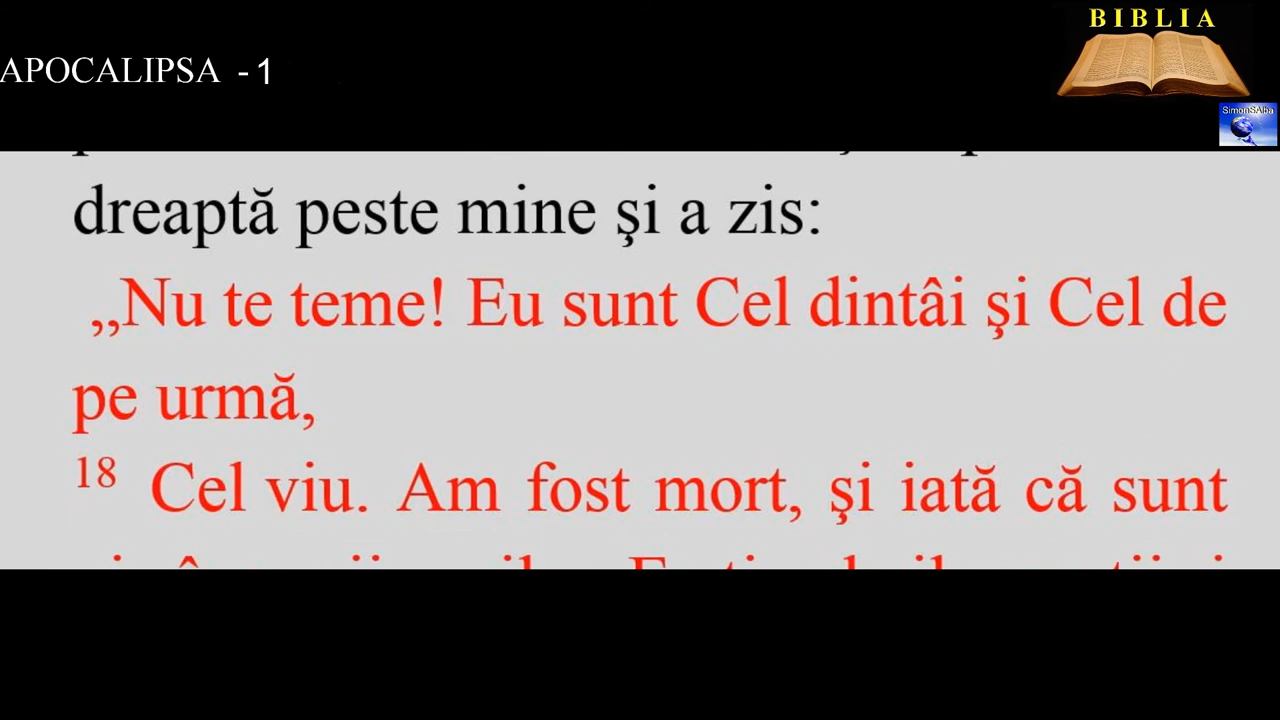 BIBLIA
APOCALIPSA - 1
SimonSAlba
dreaptă peste mine şi a zis:
„Nu te teme! Eu sunt Cel dintâi şi Cel de
pe urmă,
18 Cel viu. Am fost mort, şi iată că sunt